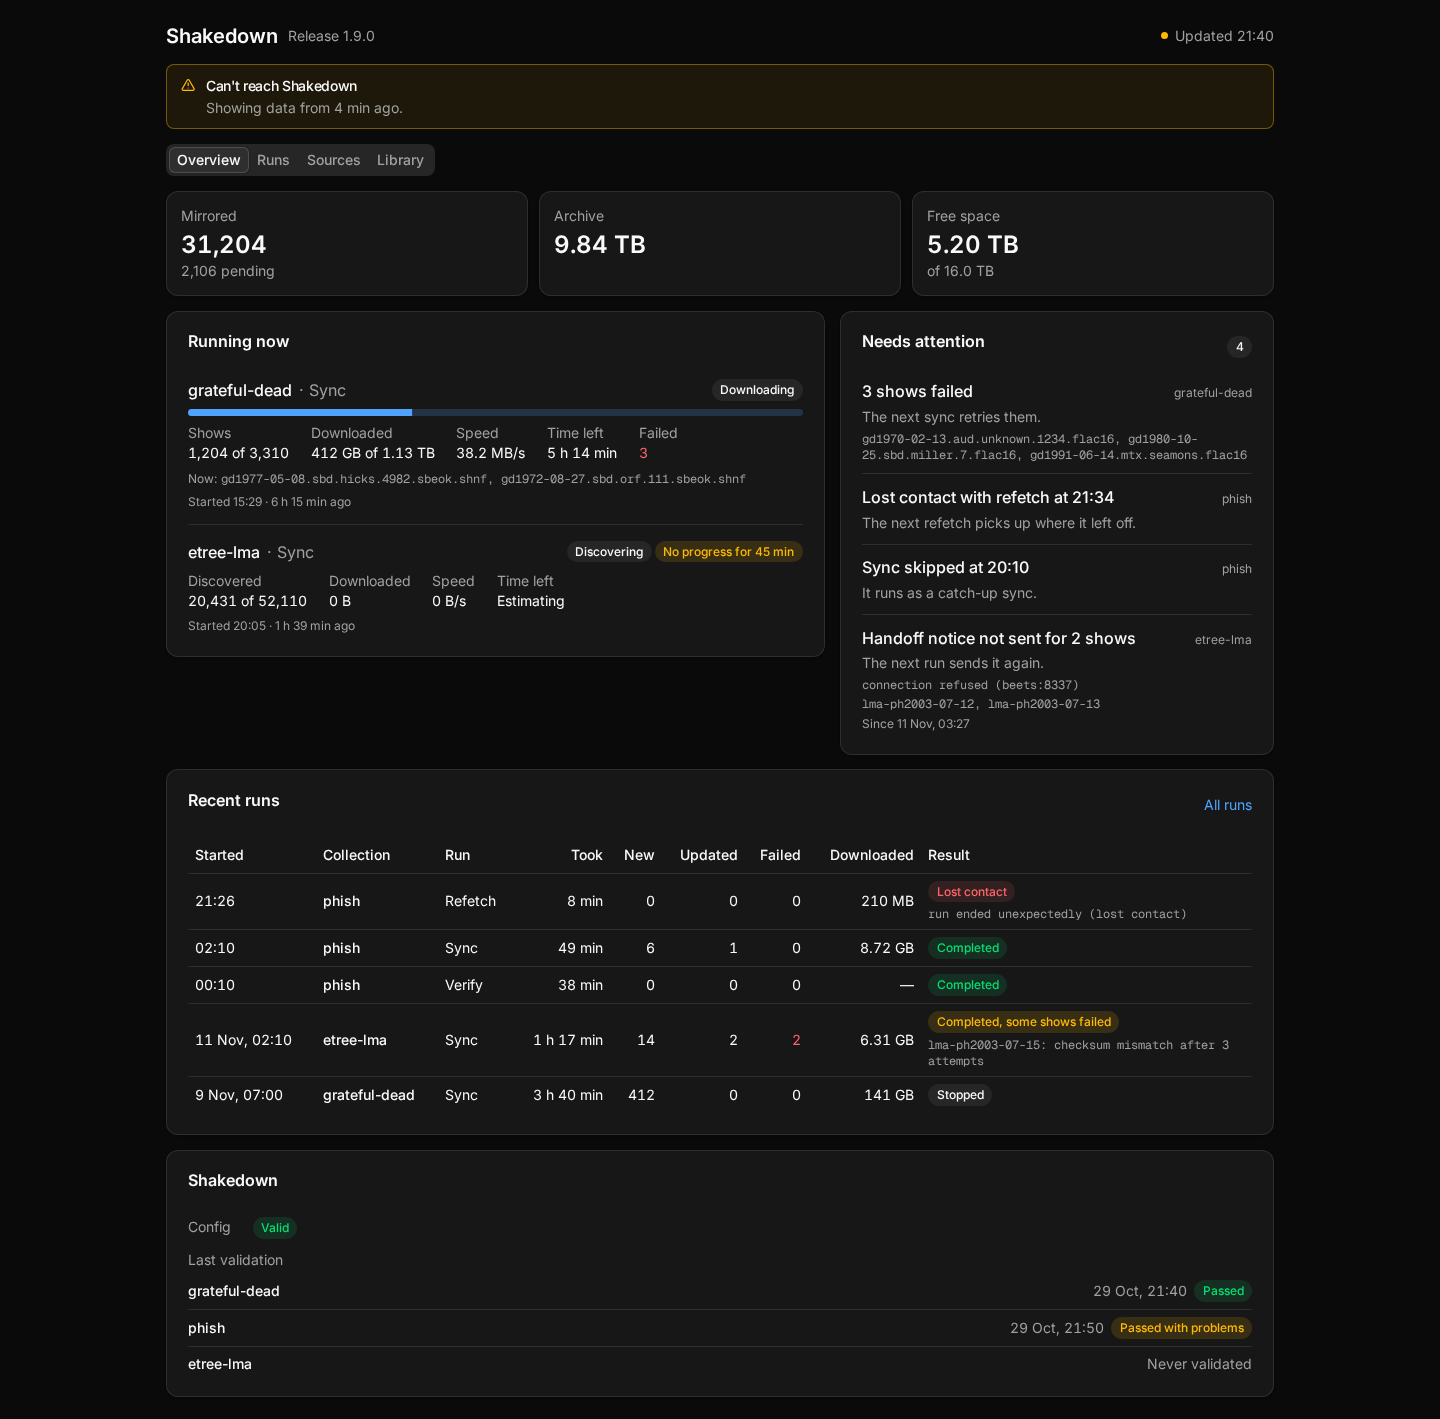 Shakedown Release 1.9.0
Updated 21:40
Can't reach Shakedown
Showing data from 4 min ago.
Overview Runs Sources Library
Mirrored
31,204
2,106 pending
Archive
9.84 TB
Free space
5.20 TB
of 16.0 TB
Running now
grateful-dead · Sync
Downloading
Shows Downloaded Speed Time left Failed
1,204 of 3,310 412 GB of 1.13 TB 38.2 MB/s 5 h 14 min 3
Now: gd1977-05-08.sbd.hicks.4982.sbeok.shnf, gd1972-08-27.sbd.orf.111.sbeok.shnf
Started 15:29 · 6 h 15 min ago
etree-lma · Sync
Discovering No progress for 45 min
Discovered Downloaded Speed Time left
20,431 of 52,110 0 B 0 B/s Estimating
Started 20:05 · 1 h 39 min ago
Needs attention
4
3 shows failed grateful-dead
The next sync retries them.
gd1970-02-13.aud.unknown.1234.flac16, gd1980-10-
25.sbd.miller.7.flac16, gd1991-06-14.mtx.seamons.flac16
Lost contact with refetch at 21:34 phish
The next refetch picks up where it left off.
Sync skipped at 20:10 phish
It runs as a catch-up sync.
Handoff notice not sent for 2 shows etree-lma
The next run sends it again.
connection refused (beets:8337)
lma-ph2003-07-12, lma-ph2003-07-13
Since 11 Nov, 03:27
Recent runs
All runs
Started Collection Run Took New Updated Failed Downloaded Result
21:26 phish Refetch 8 min 0 0 0 210 MB Lost contact
run ended unexpectedly (lost contact)
02:10 phish Sync 49 min 6 1 0 8.72 GB Completed
00:10 phish Verify 38 min 0 0 0 — Completed
11 Nov, 02:10 etree-lma Sync 1 h 17 min 14 2 2 6.31 GB Completed, some shows failed
lma-ph2003-07-15: checksum mismatch after 3
attempts
9 Nov, 07:00 grateful-dead Sync 3 h 40 min 412 0 0 141 GB Stopped
Shakedown
Config Valid
Last validation
grateful-dead 29 Oct, 21:40 Passed
phish 29 Oct, 21:50 Passed with problems
etree-lma Never validated